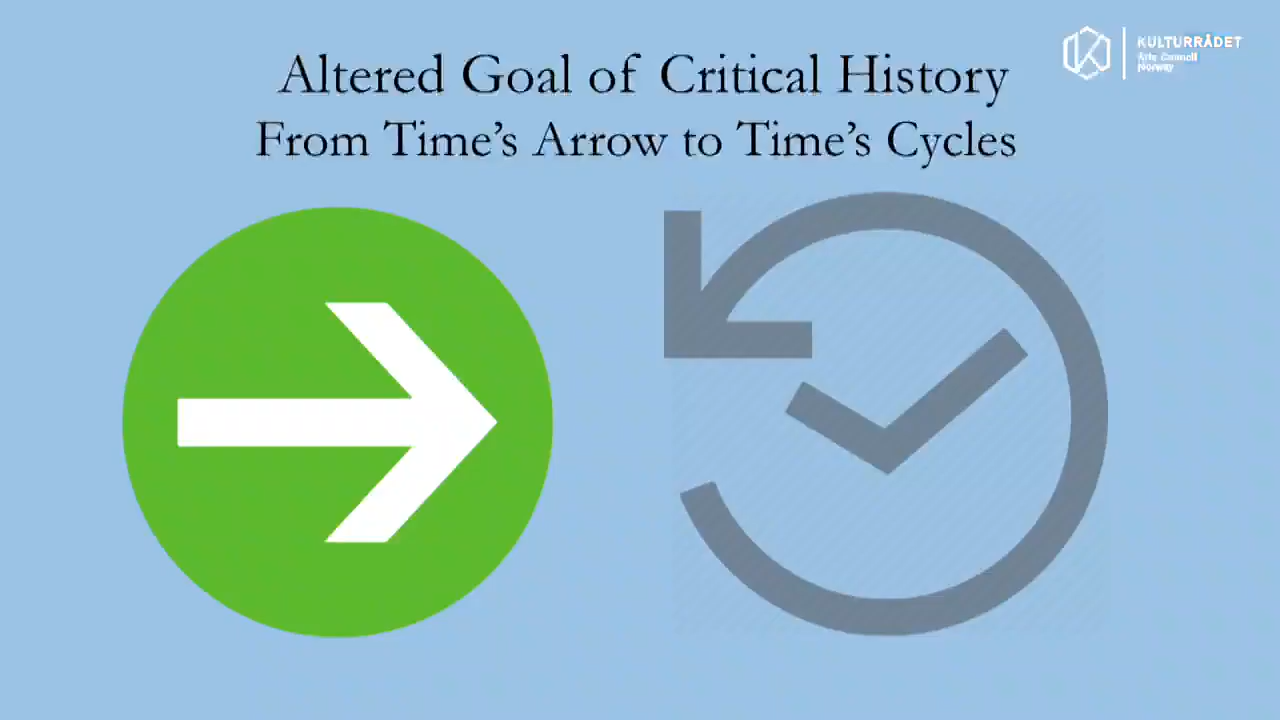 Altered Goal of Critical History
From Time's Arrow to Time's Cycles
KULTURRÅDET
Arts Council
Norway